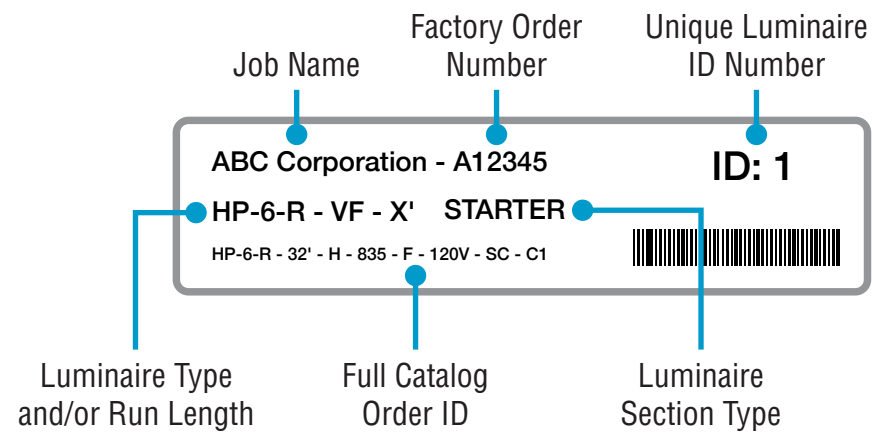 Factory Order
Number
Unique Luminaire
ID Number
Job Name
ABC Corporation - A12345
ID: 1
HP-6-R - VF - X' STARTER
HP-6-R - 32' - H - 835 - F - 120V - SC - C1
Luminaire Type
and/or Run Length
Full Catalog
Order ID
Luminaire
Section Type